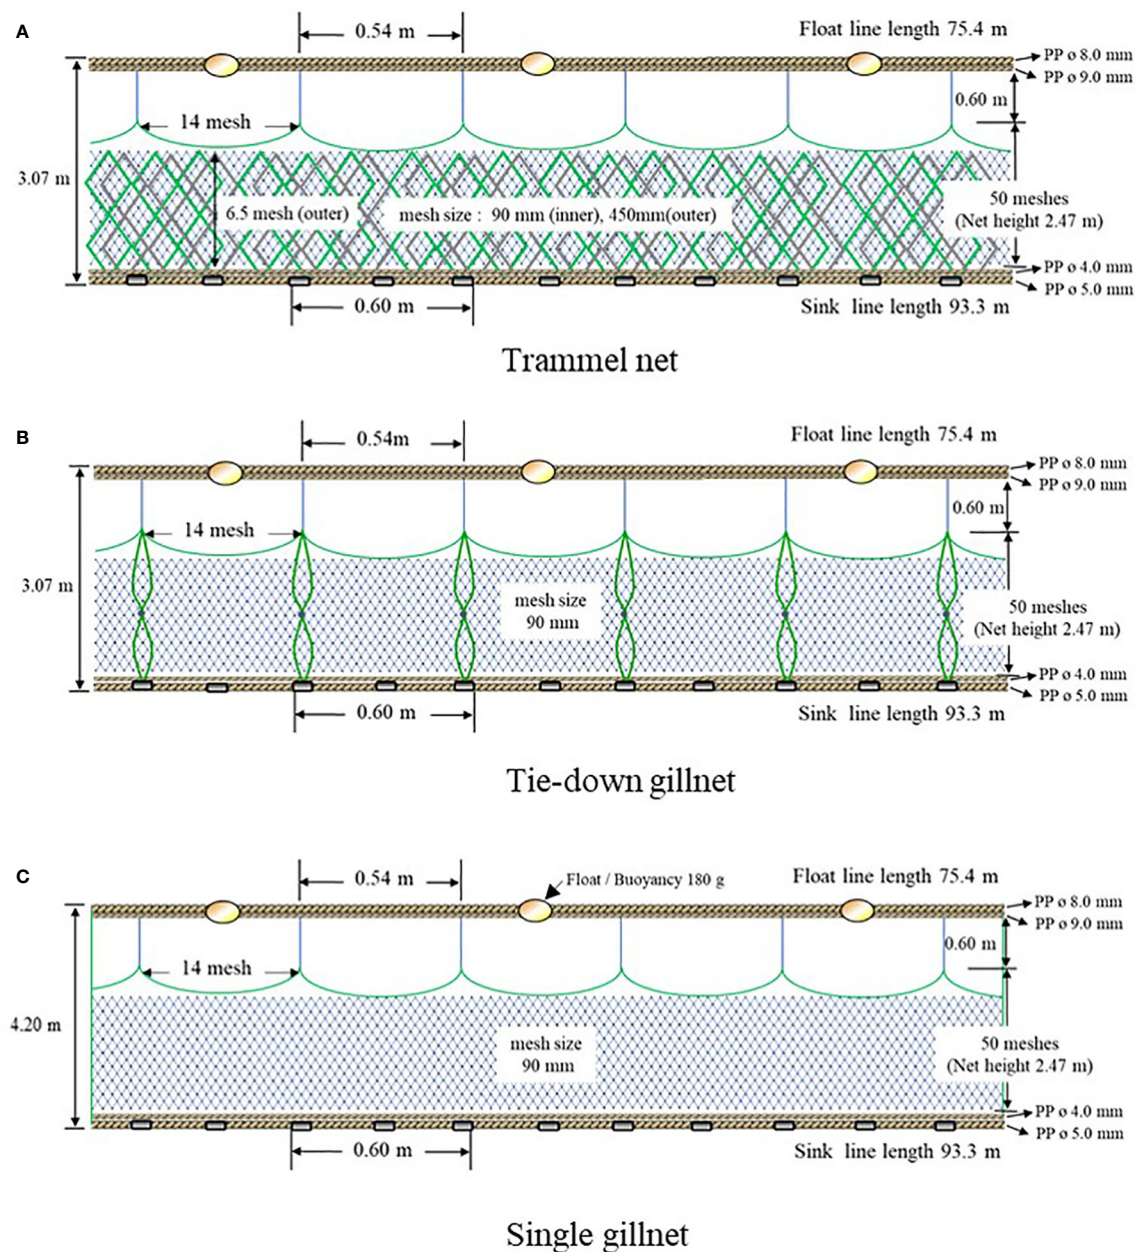 A
0.54 m
Float line length 75.4 m
PP ø 8.0 mm
PP ø 9.0 mm
0.60 m
14 mesh
3.07 m
6.5 mesh (outer)
mesh size : 90 mm (inner), 450mm(outer)
50 meshes
(Net height 2.47 m)
PP ø 4.0 mm
PP ø 5.0 mm
0.60 m
Sink line length 93.3 m
Trammel net
B
0.54m
Float line length 75.4 m
PP ø 8.0 mm
PP ø 9.0 mm
0.60 m
14 mesh
3.07 m
mesh size
90 mm
50 meshes
(Net height 2.47 m)
PP ø 4.0 mm
PP ø 5.0 mm
0.60 m
Sink line length 93.3 m
Tie-down gillnet
C
0.54 m
Float / Buoyancy 180 g
Float line length 75.4 m
PP ø 8.0 mm
PP ø 9.0 mm
0.60 m
14 mesh
4.20 m
mesh size
90 mm
50 meshes
(Net height 2.47 m)
PP ø 4.0 mm
PP ø 5.0 mm
0.60 m
Sink line length 93.3 m
Single gillnet